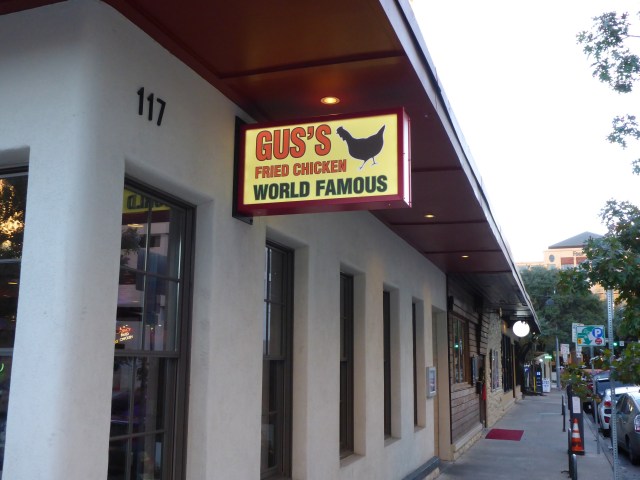 117
GUS'S
FRIED CHICKEN
WORLD FAMOUS
P